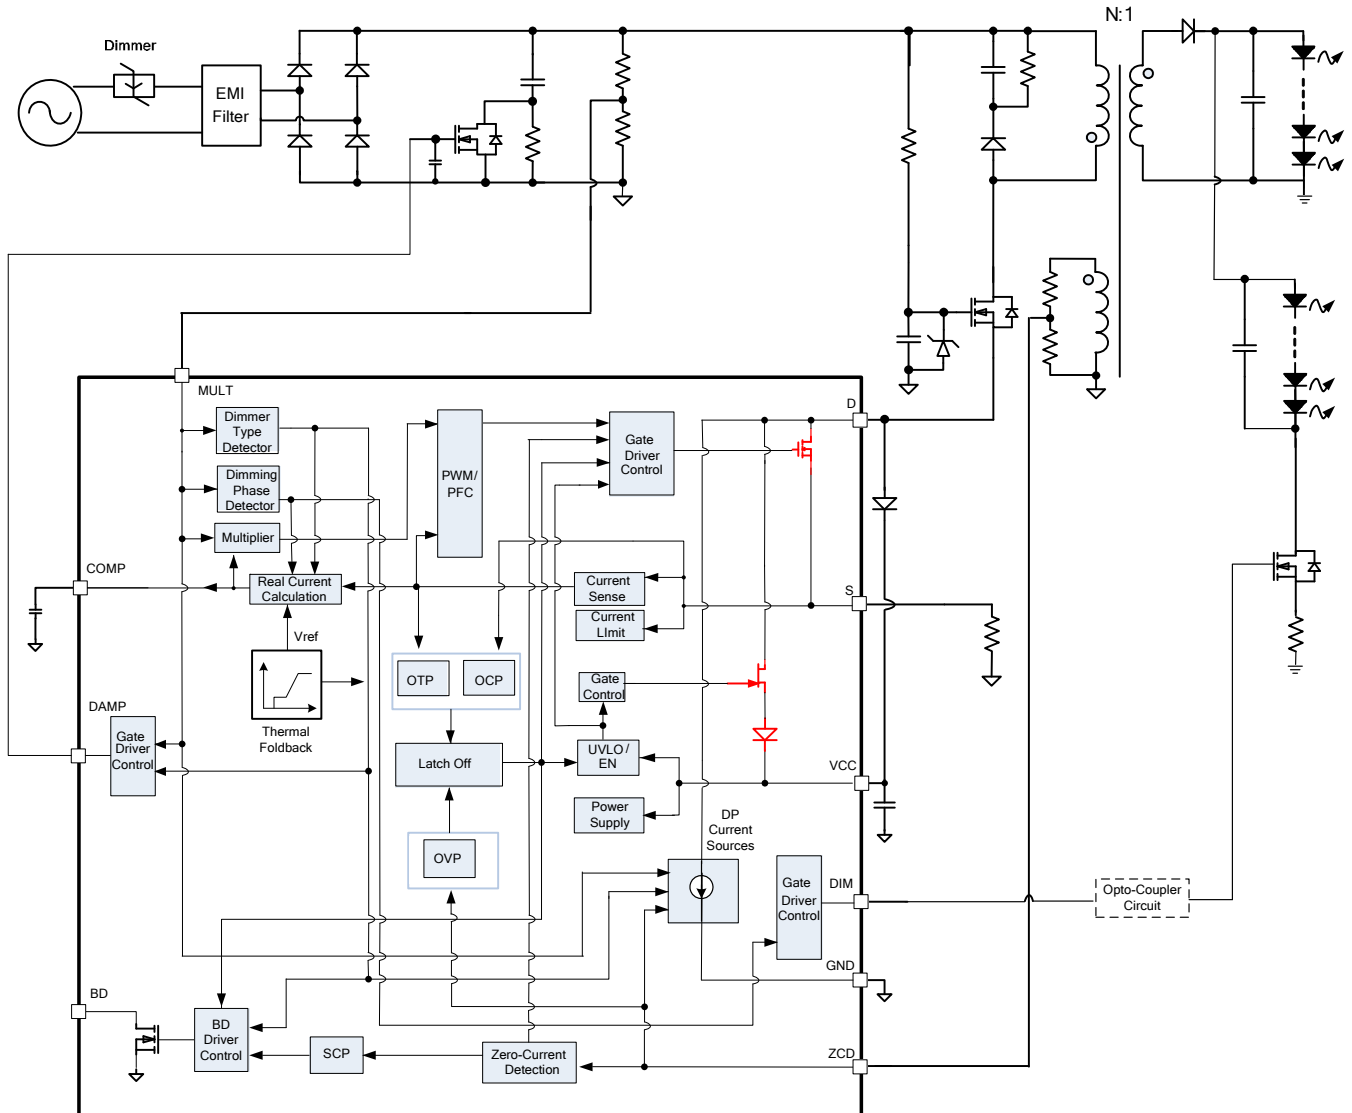 N:1
Dimmer
EMI
Filter
MULT
Dimmer
Type
Detector
Dimming
Phase
Detector
Multiplier
PWM/
PFC
Gate
Driver
Control
D
COMP
Real Current
Calculation
Current
Sense
Current
LImit
S
Vref
Thermal
Foldback
OTP
OCP
Gate
Control
DAMP
Gate
Driver
Control
Latch Off
UVLO /
EN
VCC
Power
Supply
DP
Current
Sources
OVP
Gate
Driver
Control
DIM
Opto-Coupler
Circuit
GND
BD
BD
Driver
Control
SCP
Zero-Current
Detection
ZCD